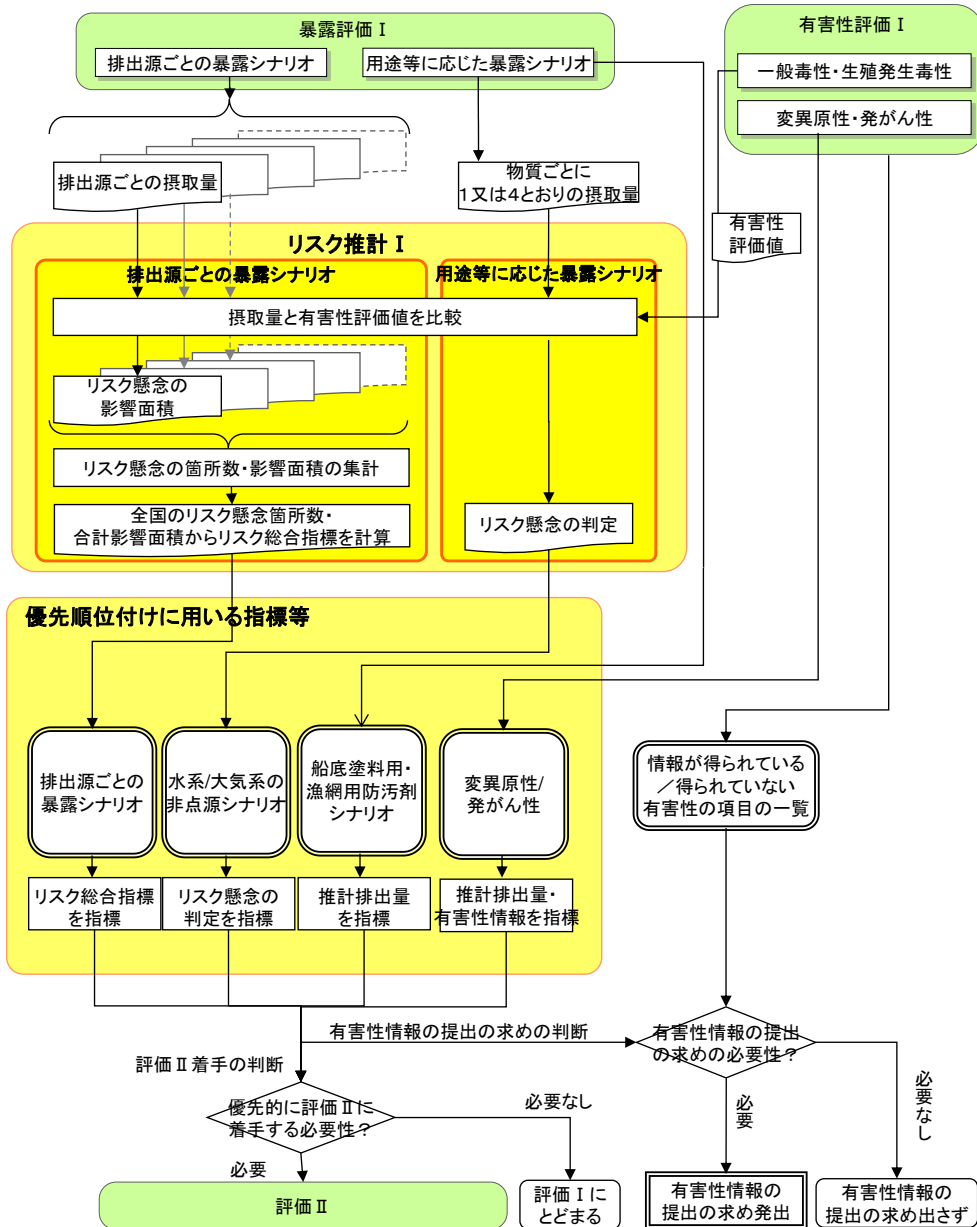 暴露評価Ⅰ
排出源ごとの暴露シナリオ
用途等に応じた暴露シナリオ
有害性評価Ⅰ
一般毒性・生殖発生毒性
変異原性・発がん性
排出源ごとの摂取量
物質ごとに
1又は4とおりの摂取量
有害性
評価値
リスク推計Ⅰ
排出源ごとの暴露シナリオ
用途等に応じた暴露シナリオ
摂取量と有害性評価値を比較
リスク懸念の
影響面積
リスク懸念の箇所数・影響面積の集計
全国のリスク懸念箇所数・
合計影響面積からリスク総合指標を計算
リスク懸念の判定
優先順位付けに用いる指標等
排出源ごとの
暴露シナリオ
水系/大気系の
非点源シナリオ
船底塗料用・
漁網用防汚剤
シナリオ
変異原性/
発がん性
情報が得られている
/得られていない
有害性の項目の一覧
リスク総合指標
を指標
リスク懸念の
判定を指標
推計排出量
を指標
推計排出量・
有害性情報を指標
有害性情報の提出の求めの判断
有害性情報の提出
の求めの必要性?
評価Ⅱ着手の判断
優先的に評価Ⅱに
着手する必要性?
必要なし
必要
必要なし
必要
評価Ⅱ
評価Ⅰに
とどまる
有害性情報の
提出の求め発出
有害性情報の
提出の求め出さず